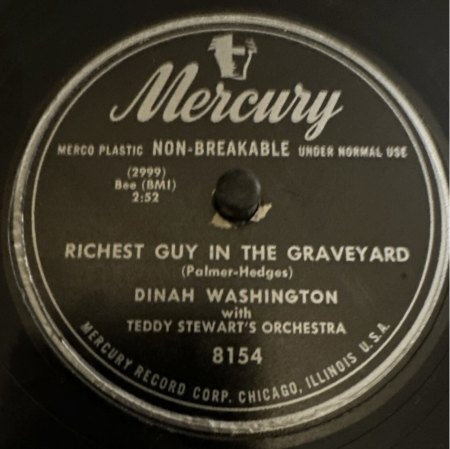 Mercury
MERCO PLASTIC NON-BREAKABLE UNDER NORMAL USE
(2999)
Bee (BMI)
2:52
RICHEST GUY IN THE GRAVEYARD
(Palmer-Hedges)
DINAH WASHINGTON
with
TEDDY STEWART'S ORCHESTRA
8154
MERCURY RECORD CORP. CHICAGO, ILLINOIS U.S.A.